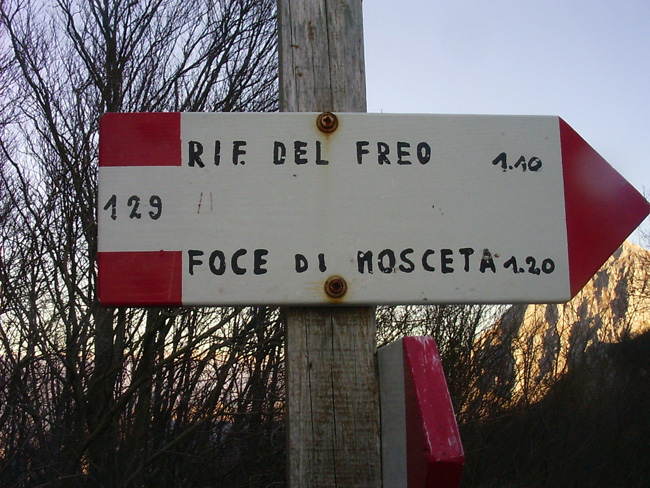 RIF. DEL FREO 1.10
129
FOCE DI MOSCETA 1.20